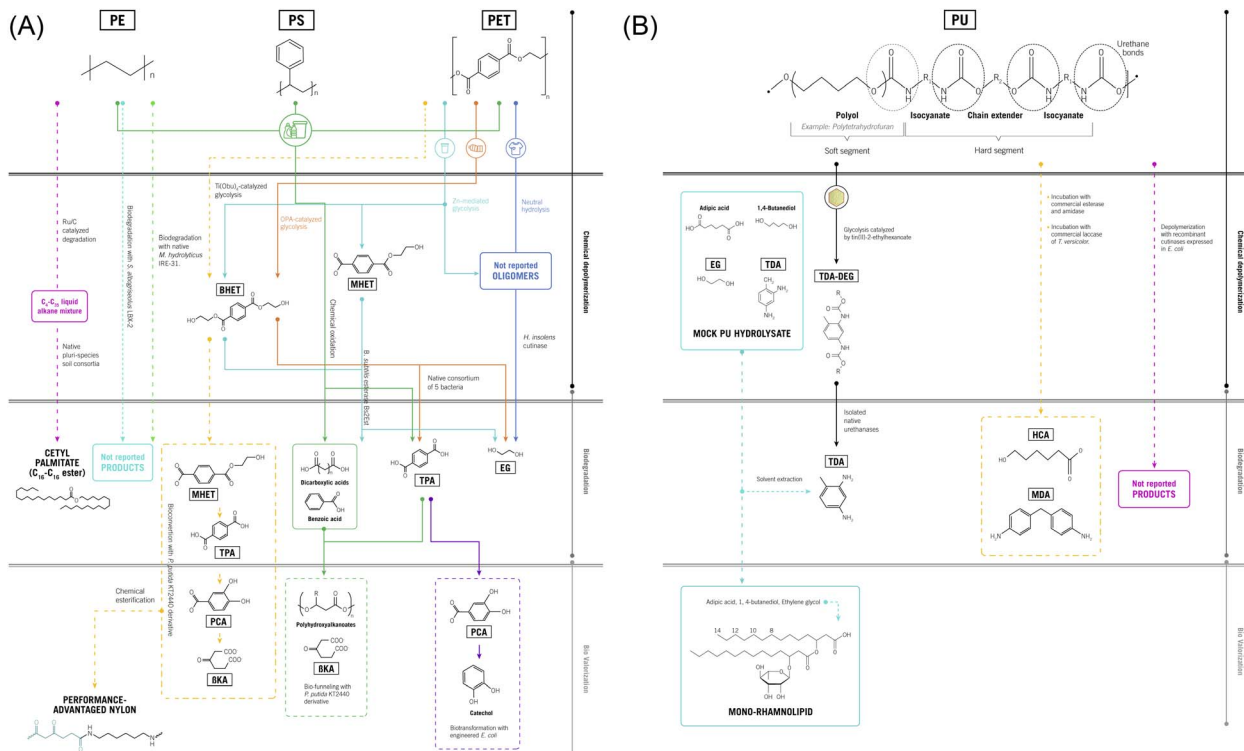 (A)
PE
PS
PET
n
n
n
Ru/C
catalyzed
degradation
Biodegradation with S. albogriseolus LBX-2
Biodegradation
with native
M. hydrolyticus
IRE-31.
Ti(Obu)4-catalyzed
glycolysis
DPA-catalyzed
glycolysis
Zn-mediated
glycolysis
Neutral
hydrolysis
Chemical depolymerization
C6-C25 liquid
alkane mixture
BHET
MHET
Not reported
OLIGOMERS
Native
pluri-species
soil consortia
Chemical oxidation
B. subtilis esterase Bs2Est
Native consortium
of 5 bacteria
H. insolens
cutinase
CETYL
PALMITATE
(C16-C16 ester)
Not reported
PRODUCTS
MHET
TPA
Dicarboxylic acids
Benzoic acid
TPA
EG
Biodegradation
Chemical
esterification
Bioconvertion with P. putida KT2440 derivative
PCA
βKA
Polyhydroxyalkanoates
βKA
Bio-funneling with
P. putida KT2440
derivative
PCA
Catechol
Biotransformation with
engineered E. coli
Bio Valorization
PERFORMANCE-
ADVANTAGED NYLON
(B)
PU
Urethane
bonds
Polyol
Isocyanate
Chain extender
Isocyanate
Example: Polytetrahydrofuran
Soft segment
Hard segment
Adipic acid
1,4-Butanediol
EG
TDA
MOCK PU HYDROLYSATE
Glycolysis catalyzed
by tin(II)-2-ethylhexanoate
TDA-DEG
Incubation with
commercial esterase
and amidase
Incubation with
commercial laccase
of T. versicolor.
Depolymerization
with recombinant
cutinases expressed
in E. coli
Chemical depolymerization
Isolated
native
urethanases
Solvent extraction
TDA
HCA
MDA
Not reported
PRODUCTS
Biodegradation
Adipic acid, 1, 4-butanediol, Ethylene glycol
14 12 10 8
MONO-RHAMNOLIPID
Bio Valorization